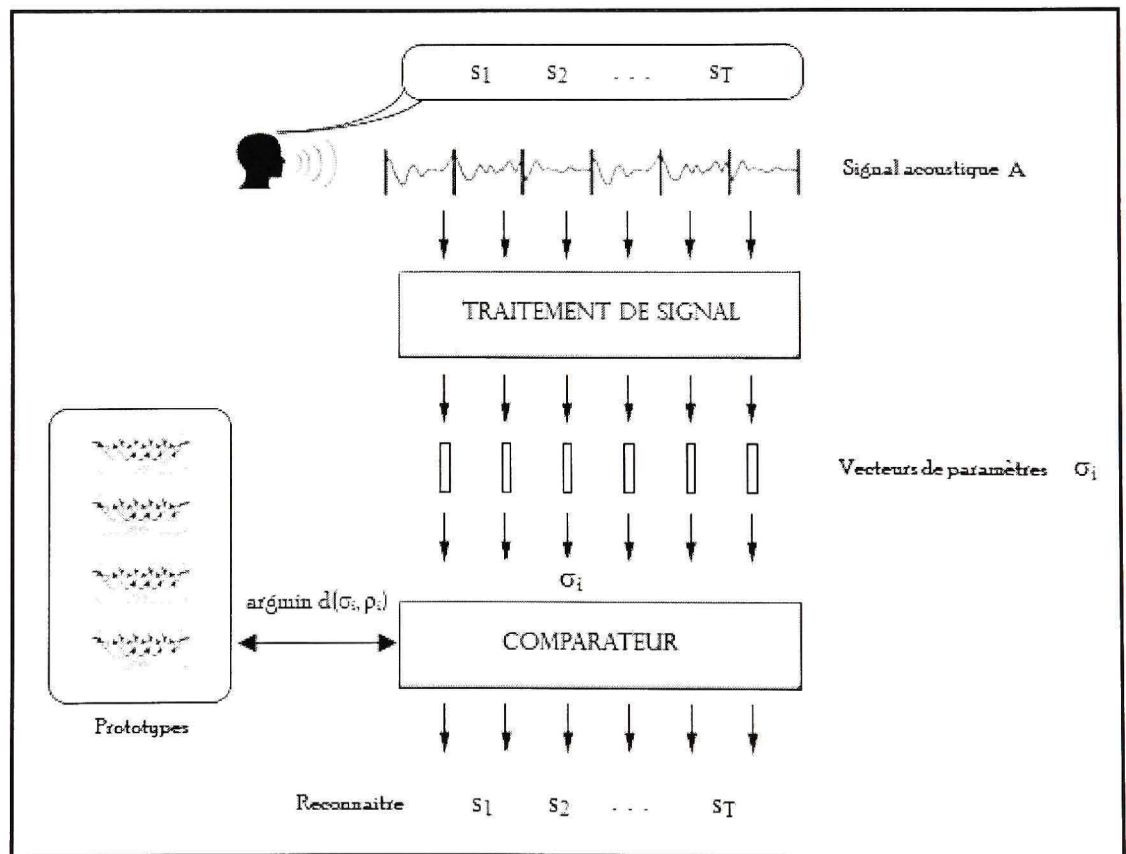 s1 s2 . . . sT
Signal acoustique A
TRAITEMENT DE SIGNAL
Vecteurs de paramètres σi
σi
argmin d(σi, ρi)
COMPARATEUR
Prototypes
Reconnaitre s1 s2 . . . sT